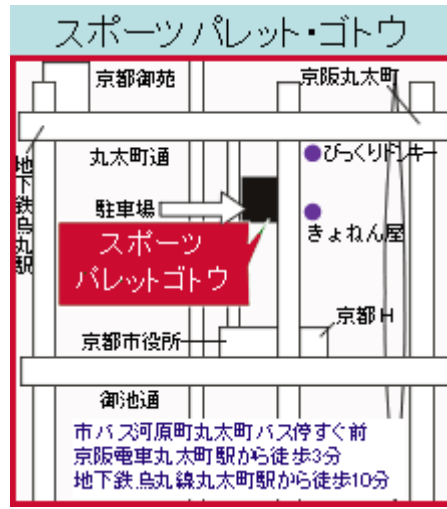 スポーツパレット・ゴトウ
京都御苑
京阪丸太町
丸太町通
びっくりドンキー
地下鉄烏丸駅
駐車場
きょねん屋
スポーツ
パレットゴトウ
京都H
京都市役所
御池通
市バス河原町丸太町バス停すぐ前
京阪電車丸太町駅から徒歩3分
地下鉄烏丸線丸太町駅から徒歩10分